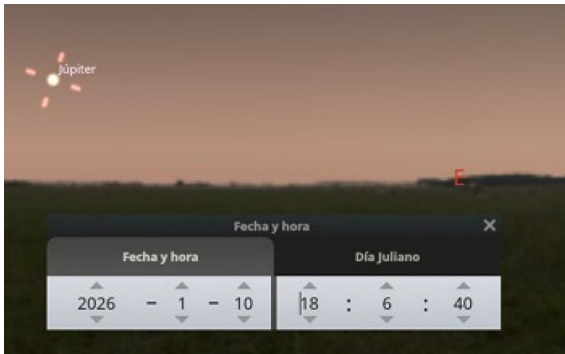 Júpiter
E
Fecha y hora ×
Fecha y hora Día Juliano
2026 - 1 - 10 18 : 6 : 40